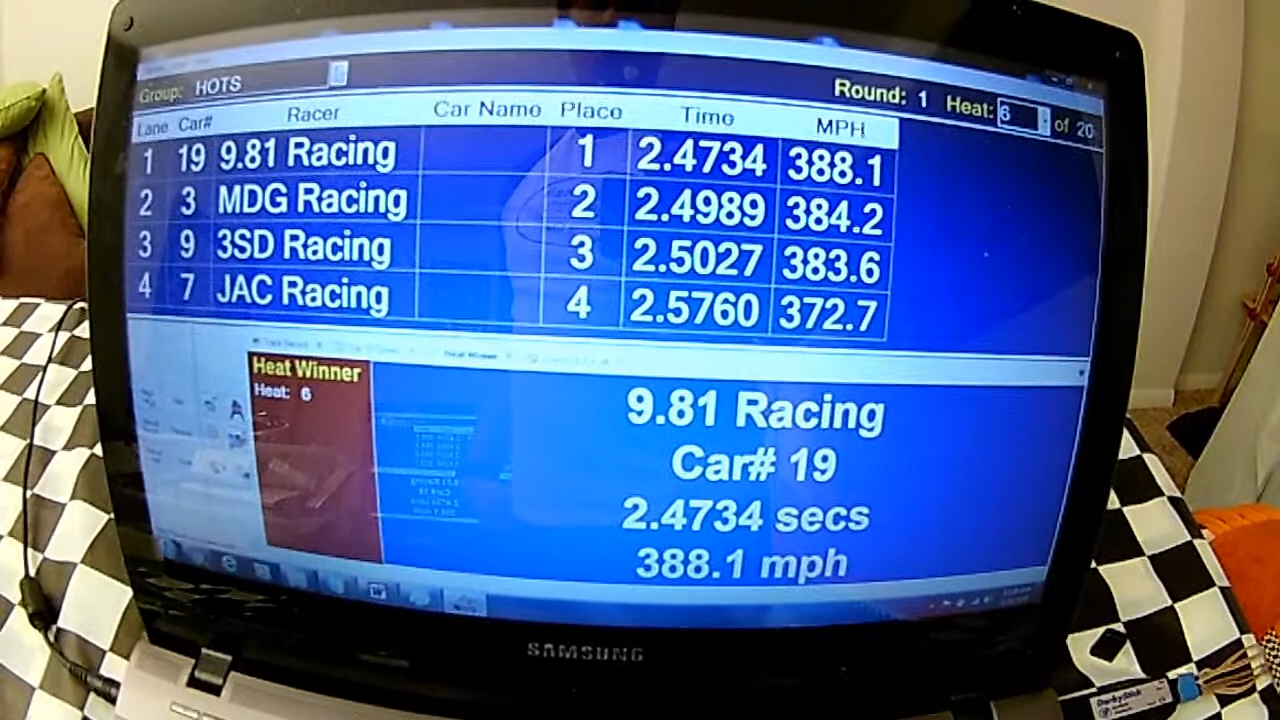 Group: HOTS
Round: 1 Heat: 6 of 20
Lane Car# Racer Car Name Place Time MPH
1 19 9.81 Racing 1 2.4734 388.1
2 3 MDG Racing 2 2.4989 384.2
3 9 3SD Racing 3 2.5027 383.6
4 7 JAC Racing 4 2.5760 372.7
Heat Winner
Heat: 6
9.81 Racing
Car# 19
2.4734 secs
388.1 mph
SAMSUNG